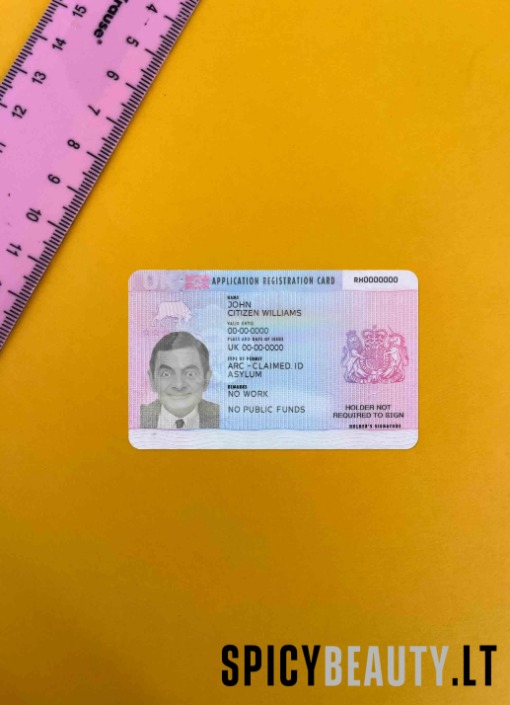 15
14
13
12
11
4
5
6
7
8
9
10
11
Krause®
UK
APPLICATION REGISTRATION CARD
RH0000000
NAME
JOHN
CITIZEN WILLIAMS
VALID UNTIL
00-00-0000
PLACE AND DATE OF ISSUE
UK 00-00-0000
TYPE OF PERMIT
ARC - CLAIMED ID
ASYLUM
REMARKS
NO WORK
NO PUBLIC FUNDS
HOLDER NOT
REQUIRED TO SIGN
HOLDER'S SIGNATURE
SPICYBEAUTY.LT